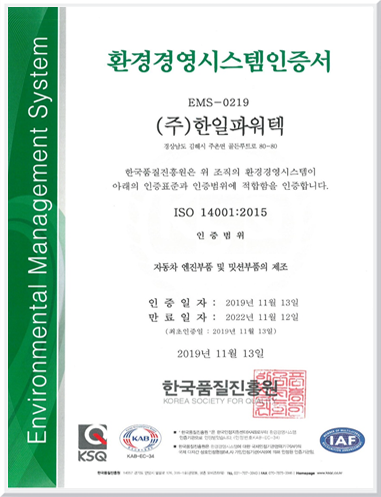 Environmental Management System
환경경영시스템인증서
EMS-0219
(주)한일파워텍
경상남도 김해시 주촌면 골든루트로 80-80
한국품질진흥원은 위 조직의 환경경영시스템이
아래의 인증표준과 인증범위에 적합함을 인증합니다.
ISO 14001:2015
인 증 범 위
자동차 엔진부품 및 밋션부품의 제조
인 증 일 자 : 2019년 11월 13일
만 료 일 자 : 2022년 11월 12일
(최초인증일 : 2019년 11월 13일)
2019년 11월 13일
한국품질진흥원
KOREA SOCIETY FOR
KSQ
KAB
KAB-EC-34
IAF
한국품질진흥원